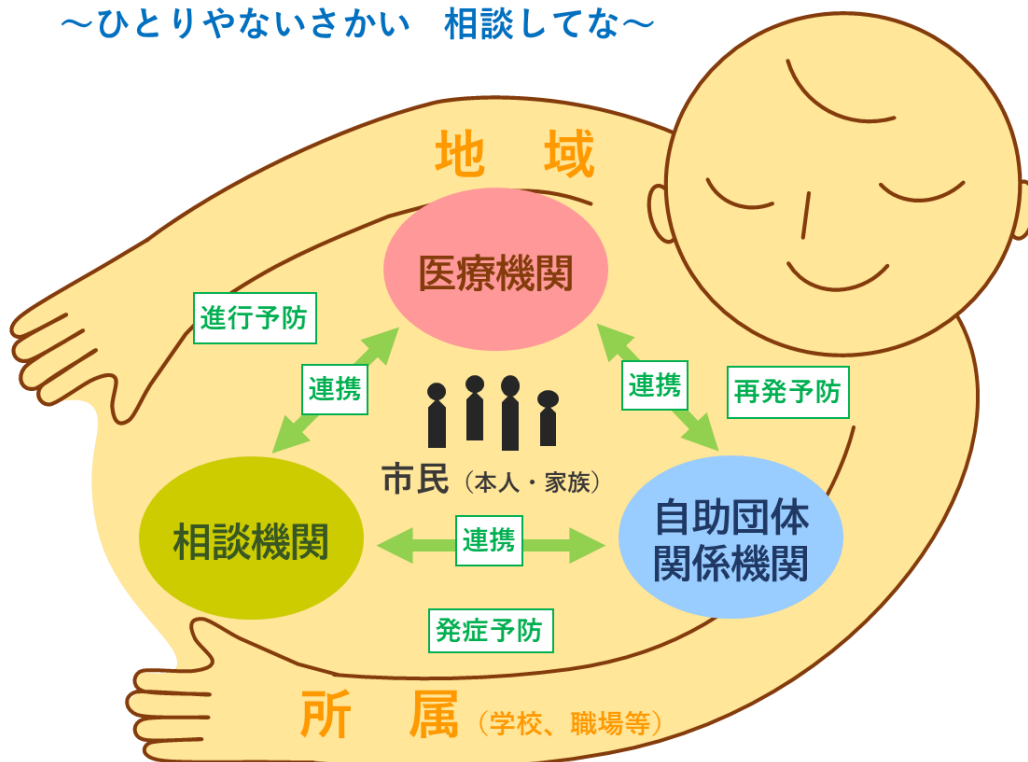 ～ひとりやないさかい　相談してな～
地　域
医療機関
進行予防
連携
連携
再発予防
市民（本人・家族）
相談機関
連携
自助団体
関係機関
発症予防
所　属（学校、職場等）